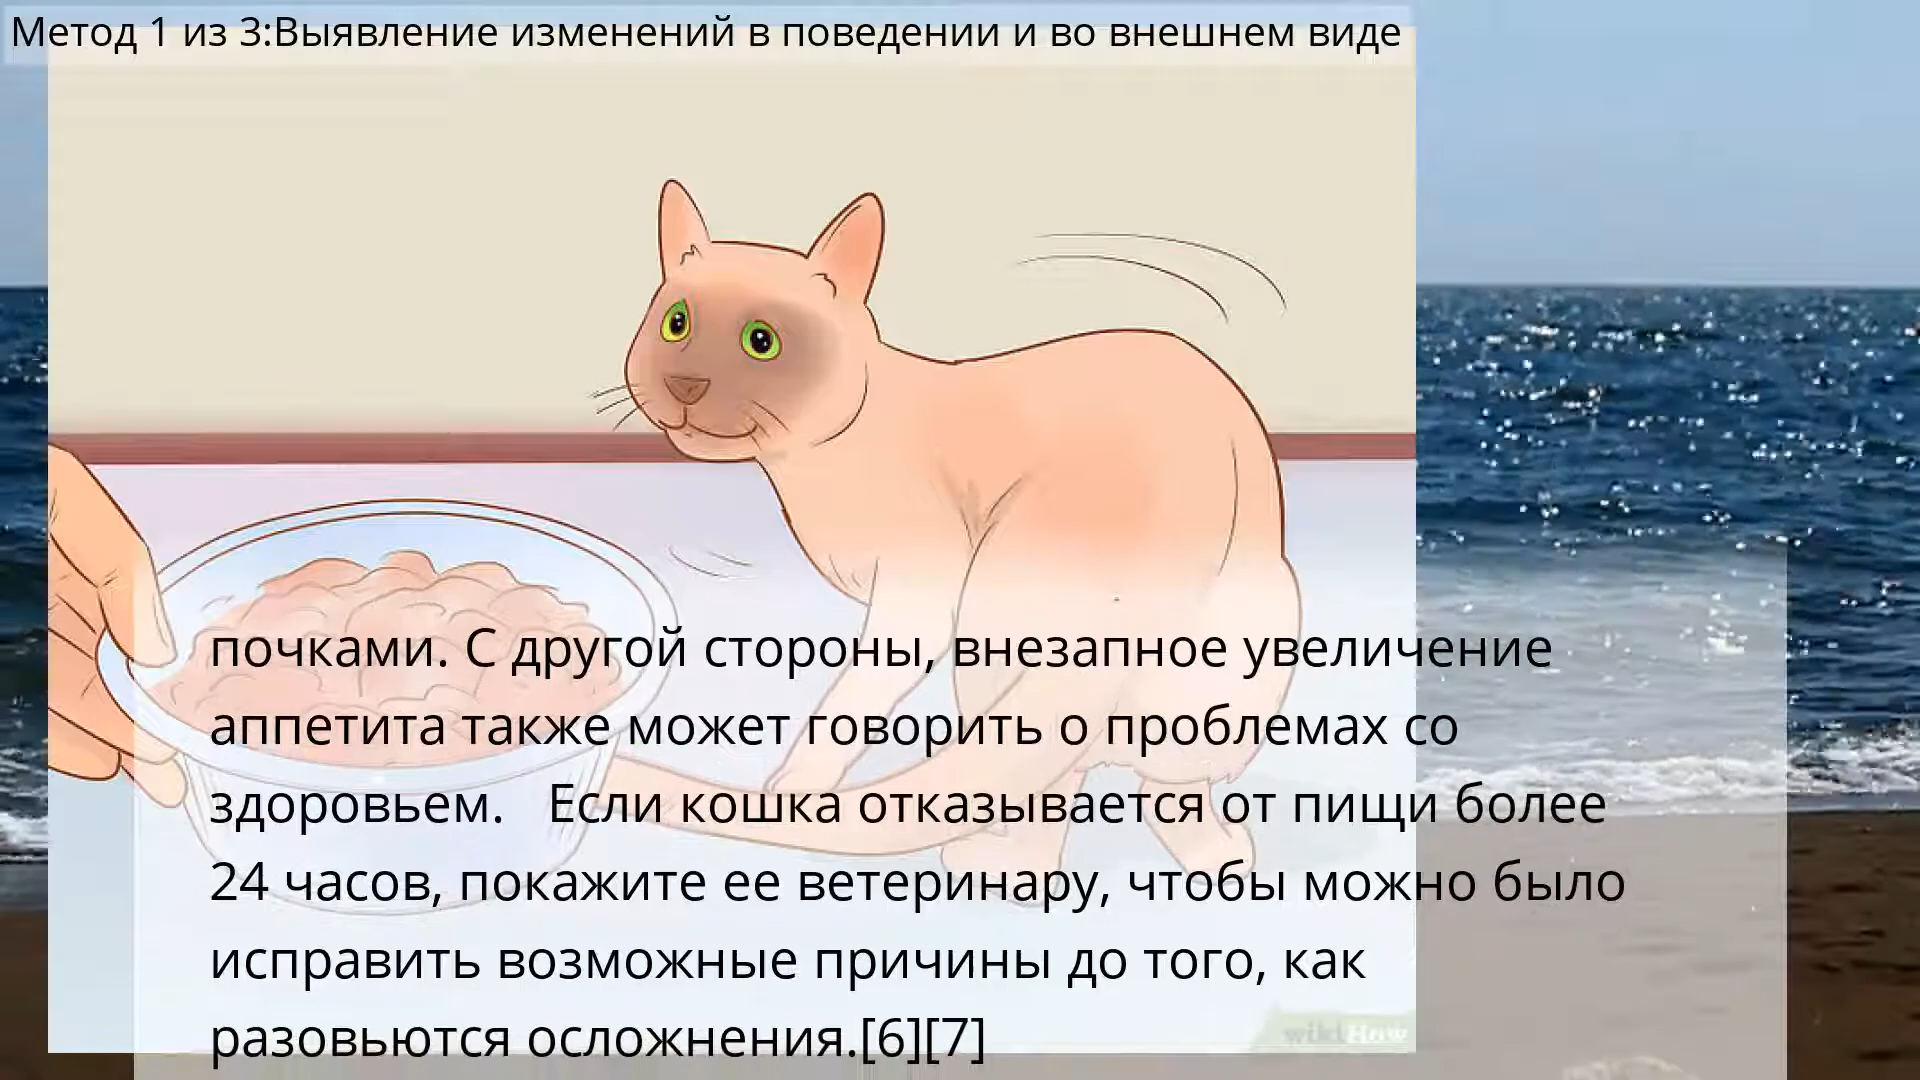 Метод 1 из 3:Выявление изменений в поведении и во внешнем виде
почками. С другой стороны, внезапное увеличение
аппетита также может говорить о проблемах со
здоровьем.   Если кошка отказывается от пищи более
24 часов, покажите ее ветеринару, чтобы можно было
исправить возможные причины до того, как
разовьются осложнения.[6][7]
wikiHow